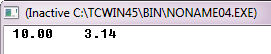 (Inactive C:\TCWIN45\BIN\NONAME04.EXE)
10.00 3.14